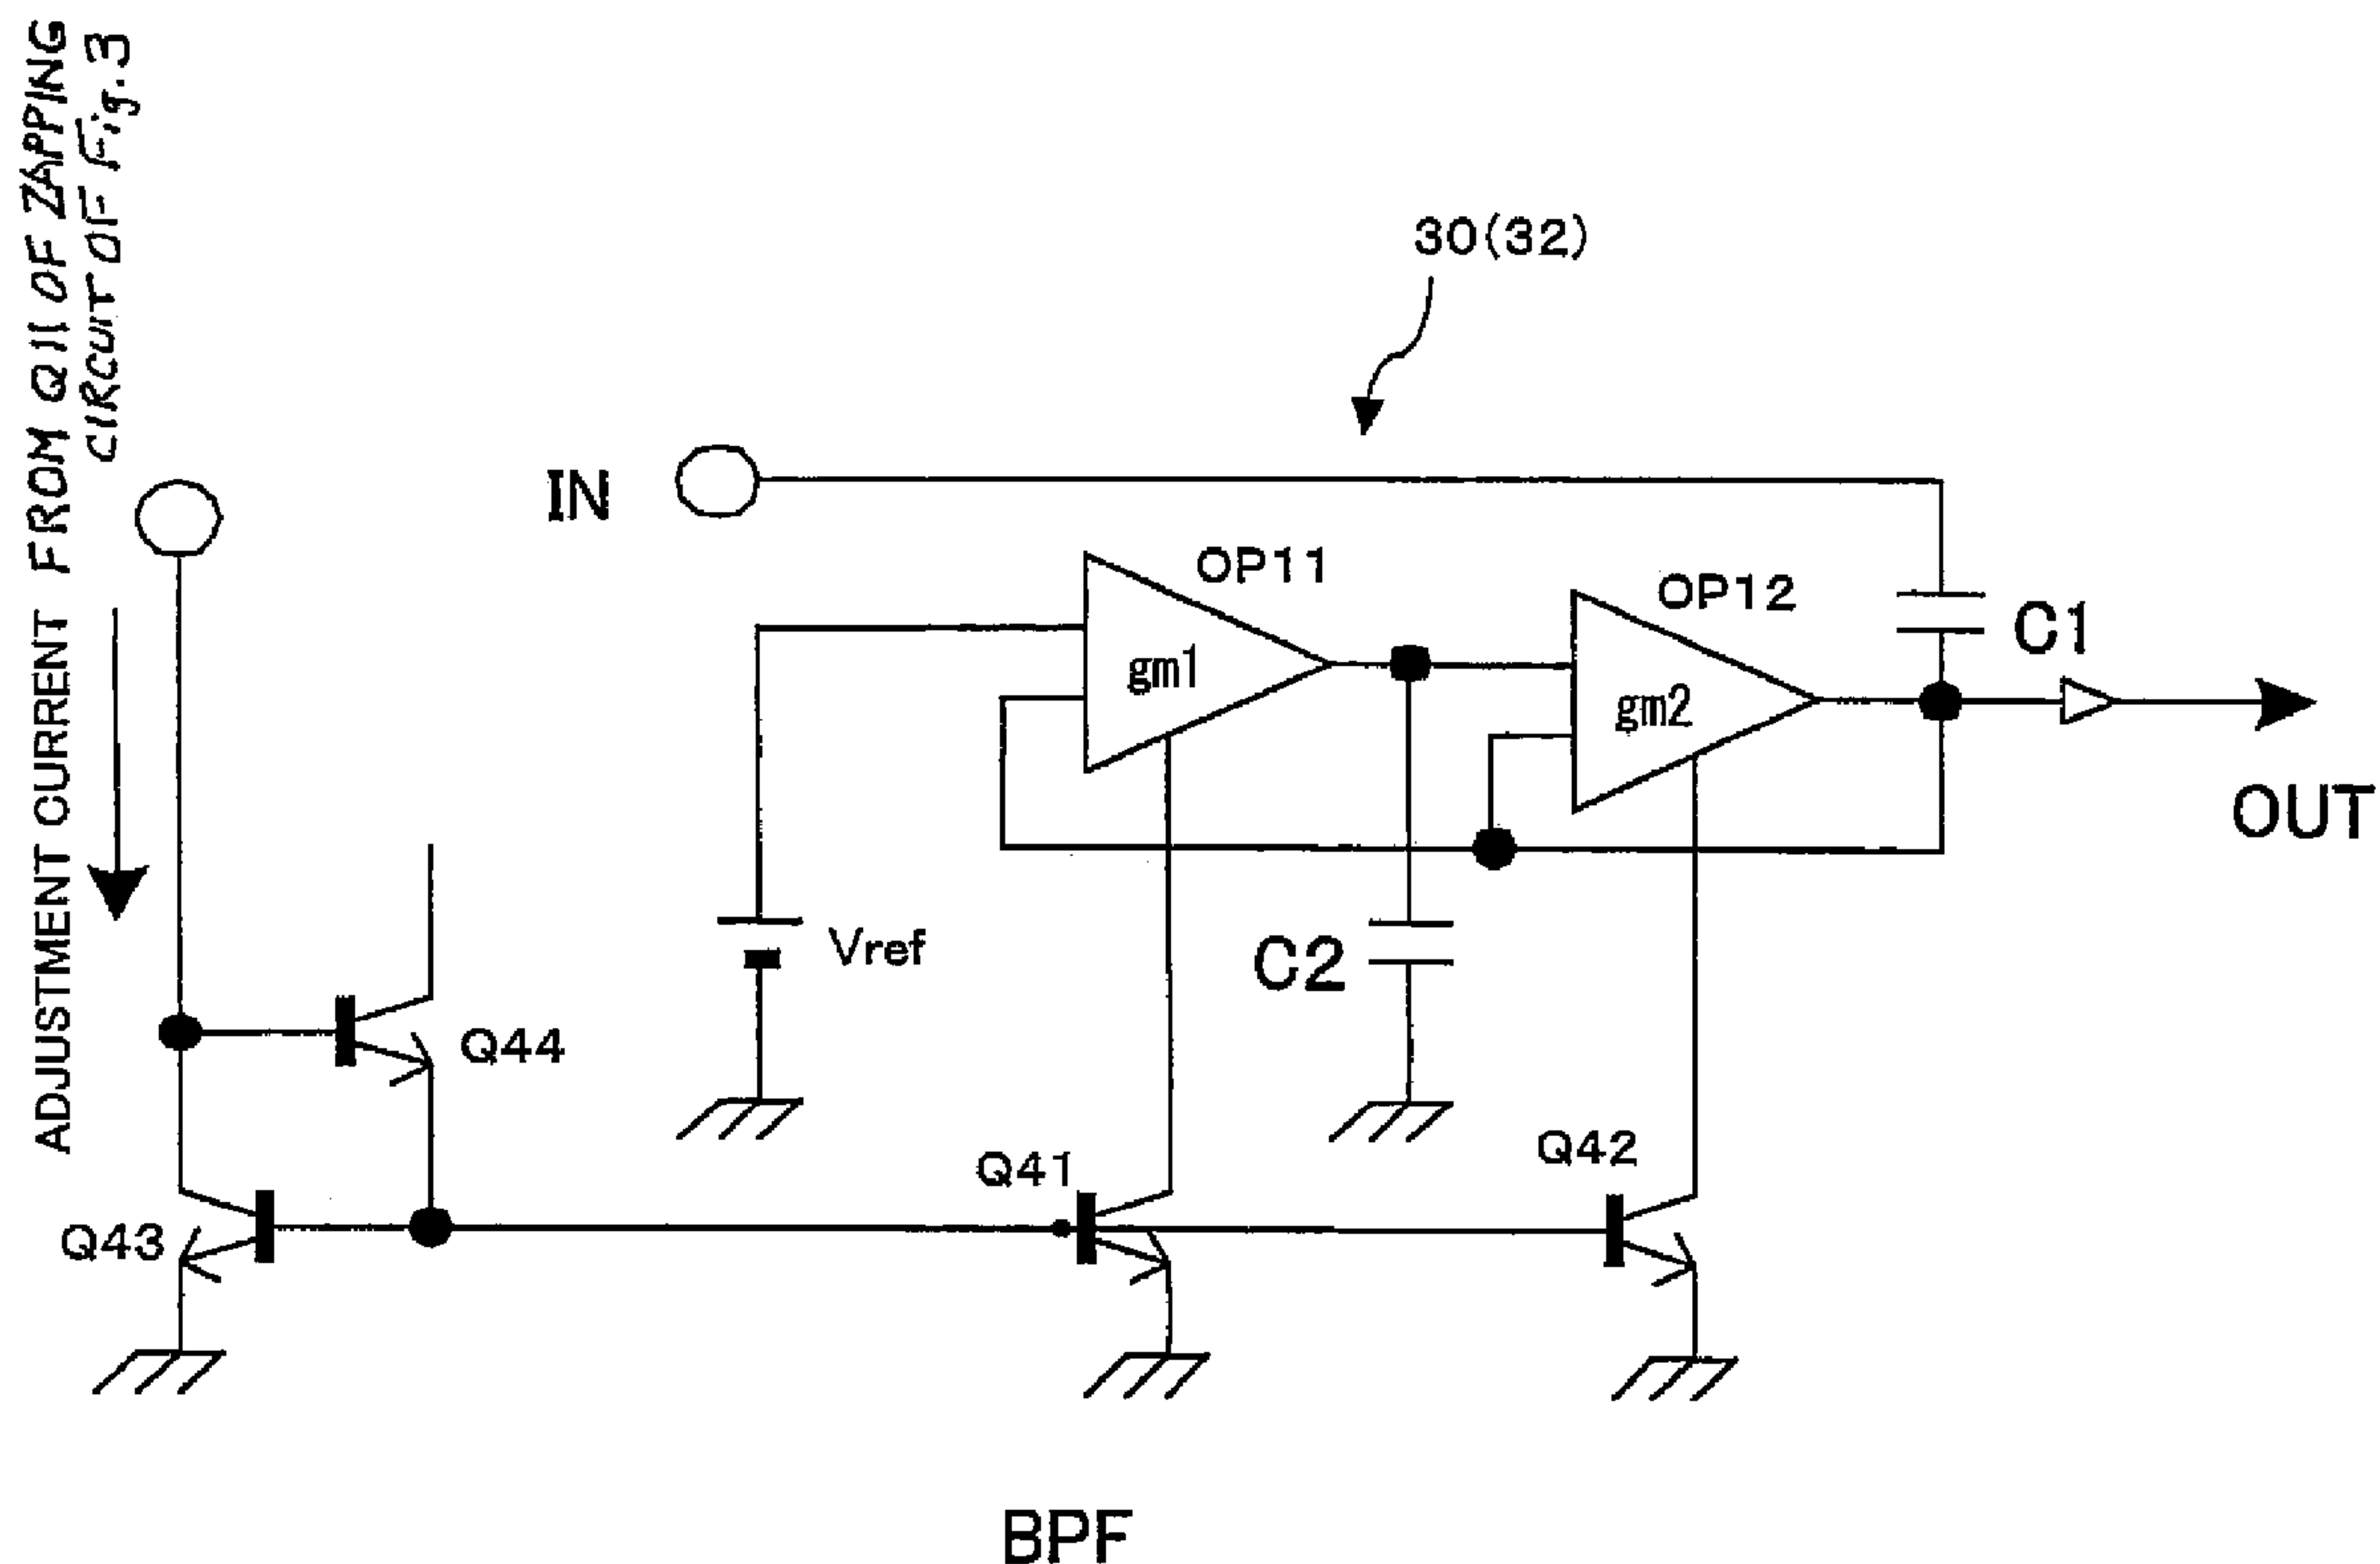 ADJUSTMENT CURRENT FROM Q11 OF ZAPPING
CIRCUIT OF Fig.3
30(32)
IN
OP11
OP12
C1
gm1
gm2
OUT
Vref
C2
Q44
Q41
Q42
Q43
BPF